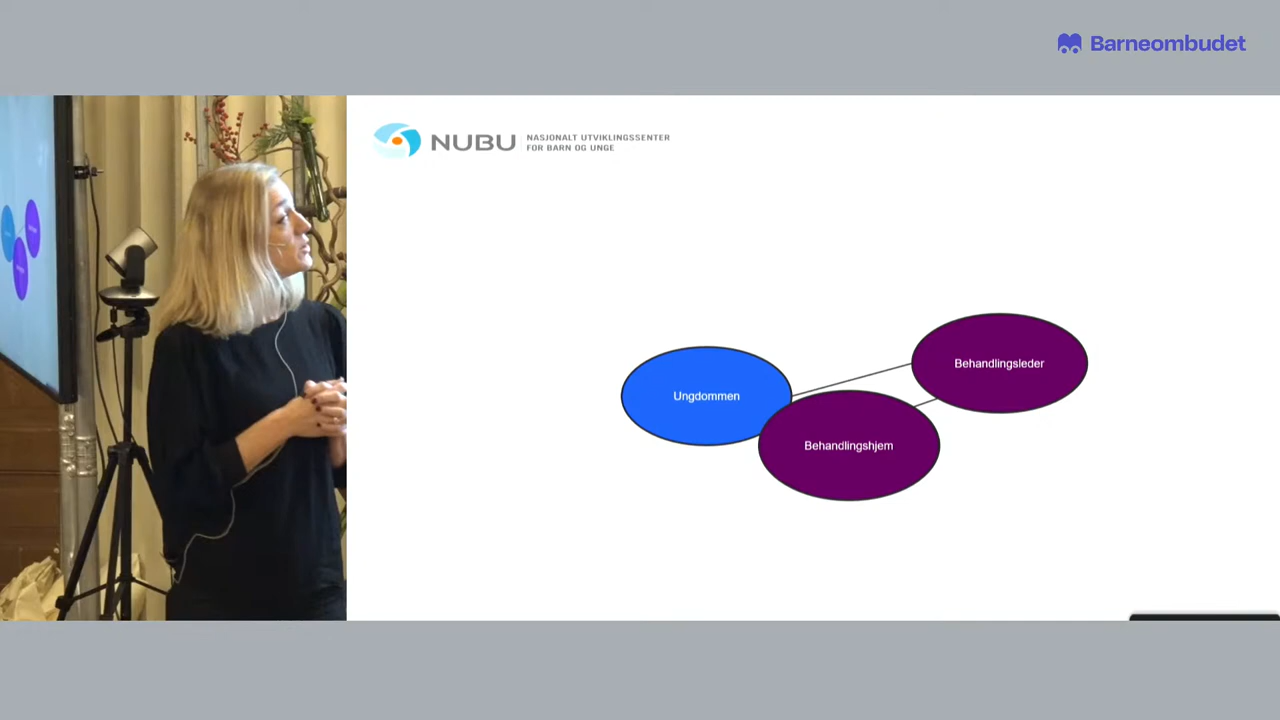 Barneombudet
NUBU
NASJONALT UTVIKLINGSSENTER
FOR BARN OG UNGE
Behandlingsleder
Ungdommen
Behandlingshjem